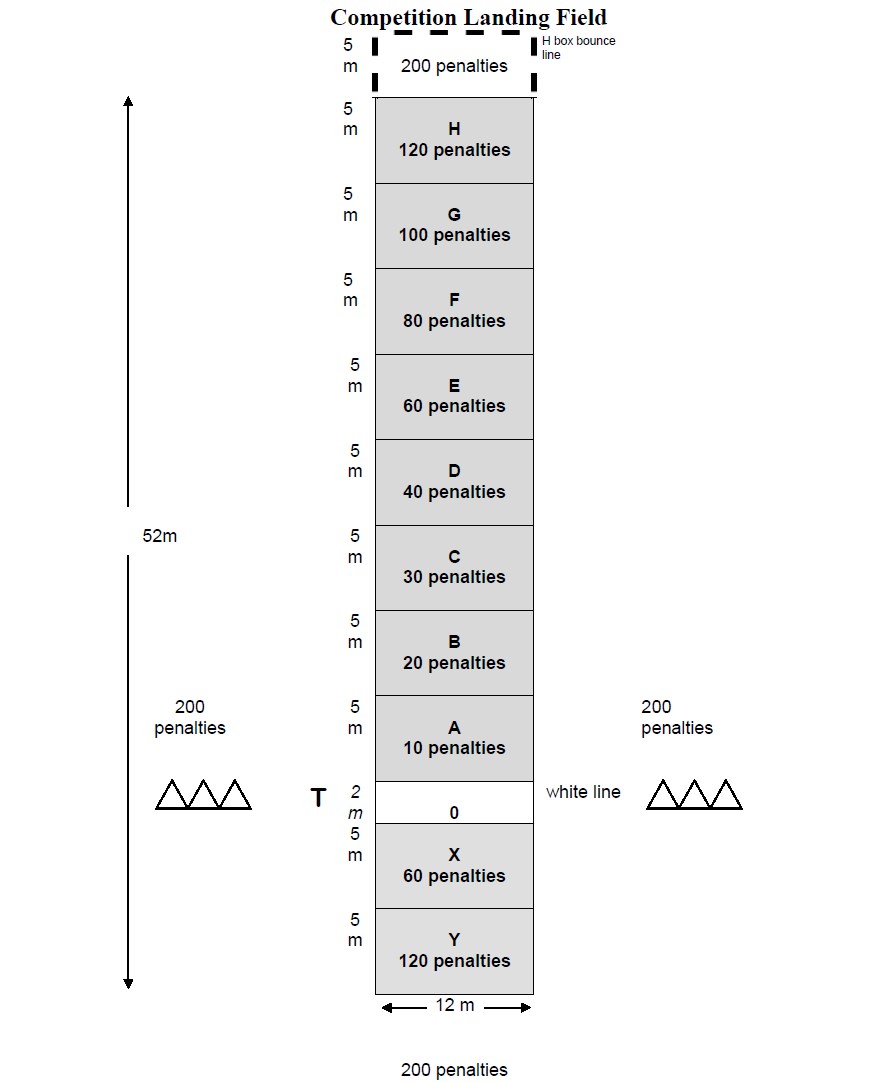 Competition Landing Field
5
m
200 penalties
H box bounce
line
5
m
H
120 penalties
5
m
G
100 penalties
5
m
F
80 penalties
5
m
E
60 penalties
5
m
D
40 penalties
52m
5
m
C
30 penalties
5
m
B
20 penalties
200
penalties
5
m
A
10 penalties
200
penalties
T
2
m
0
white line
5
m
X
60 penalties
5
m
Y
120 penalties
12 m
200 penalties